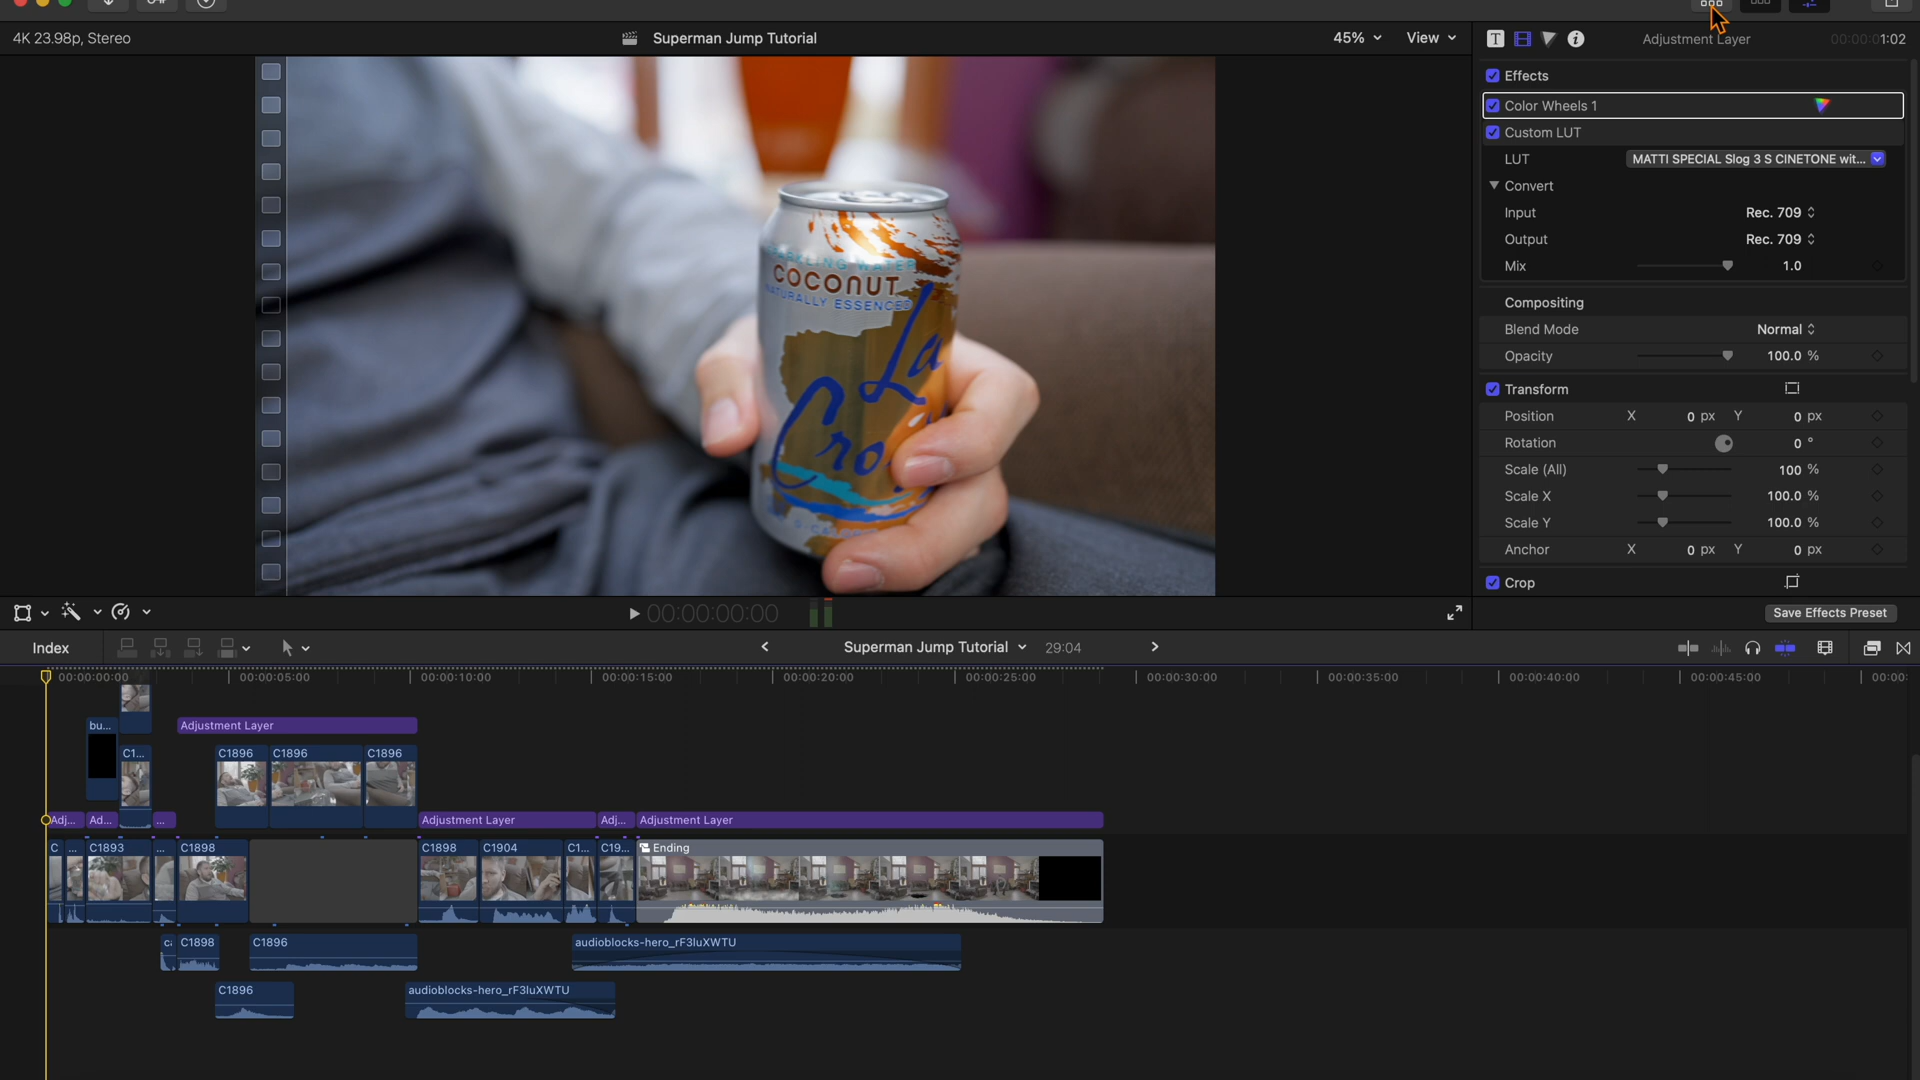 4K 23.98p, Stereo
Superman Jump Tutorial
45%
View
Adjustment Layer
00:00:01:02
Effects
Color Wheels 1
Custom LUT
LUT
MATTI SPECIAL Slog 3 S CINETONE wit...
Convert
Input
Rec. 709
Output
Rec. 709
Mix
1.0
Compositing
Blend Mode
Normal
Opacity
100.0 %
Transform
Position
X
0 px
Y
0 px
Rotation
0 °
Scale (All)
100 %
Scale X
100.0 %
Scale Y
100.0 %
Anchor
X
0 px
Y
0 px
Crop
Save Effects Preset
SPARKLING WATER
COCONUT
NATURALLY ESSENCED
La
Croi
00:00:00:00
Index
Superman Jump Tutorial
29:04
00:00:00:00
00:00:05:00
00:00:10:00
00:00:15:00
00:00:20:00
00:00:25:00
00:00:30:00
00:00:35:00
00:00:40:00
00:00:45:00
00:00:
bu...
Adjustment Layer
C1...
C1896
C1896
C1896
Adj...
Ad...
...
Adjustment Layer
Adj...
Adjustment Layer
C
...
C1893
...
C1898
C1898
C1904
C1...
C19...
Ending
C1898
C1896
audioblocks-hero_rF3luXWTU
C1896
audioblocks-hero_rF3luXWTU